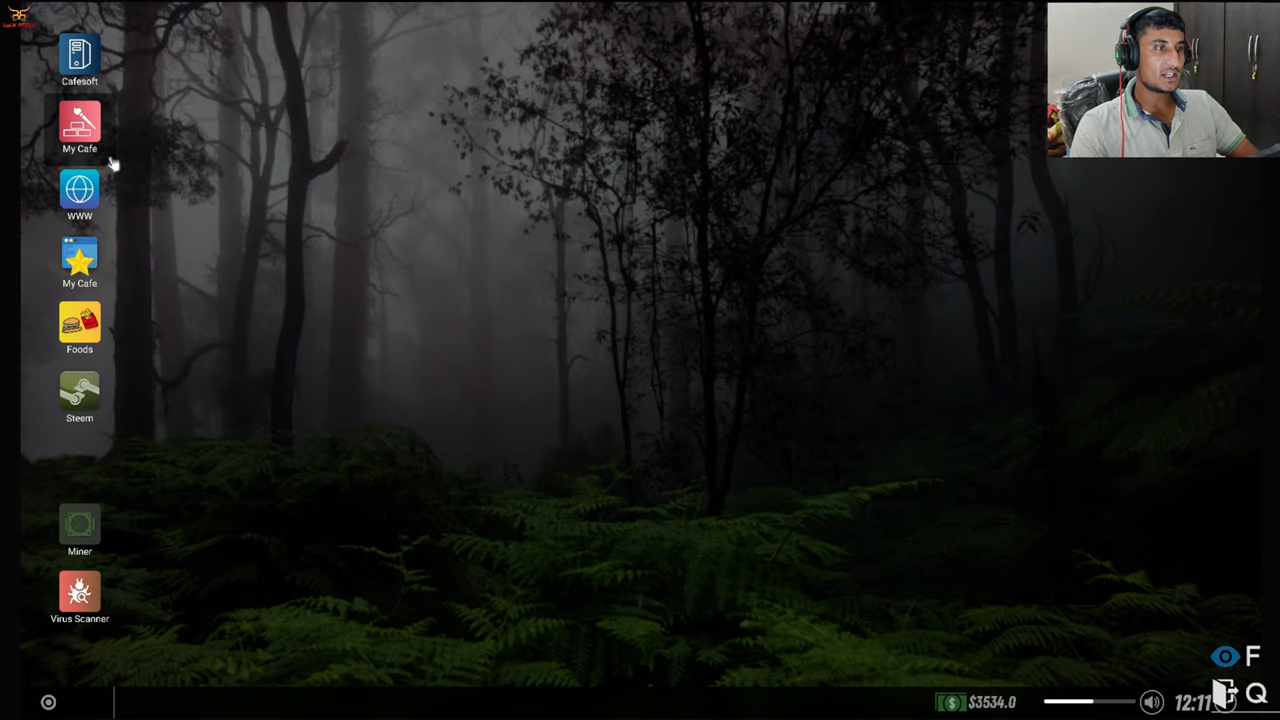 Cafesoft
My Cafe
WWW
My Cafe
Foods
Steem
Miner
Virus Scanner
F
$3534.0
12:11
Q